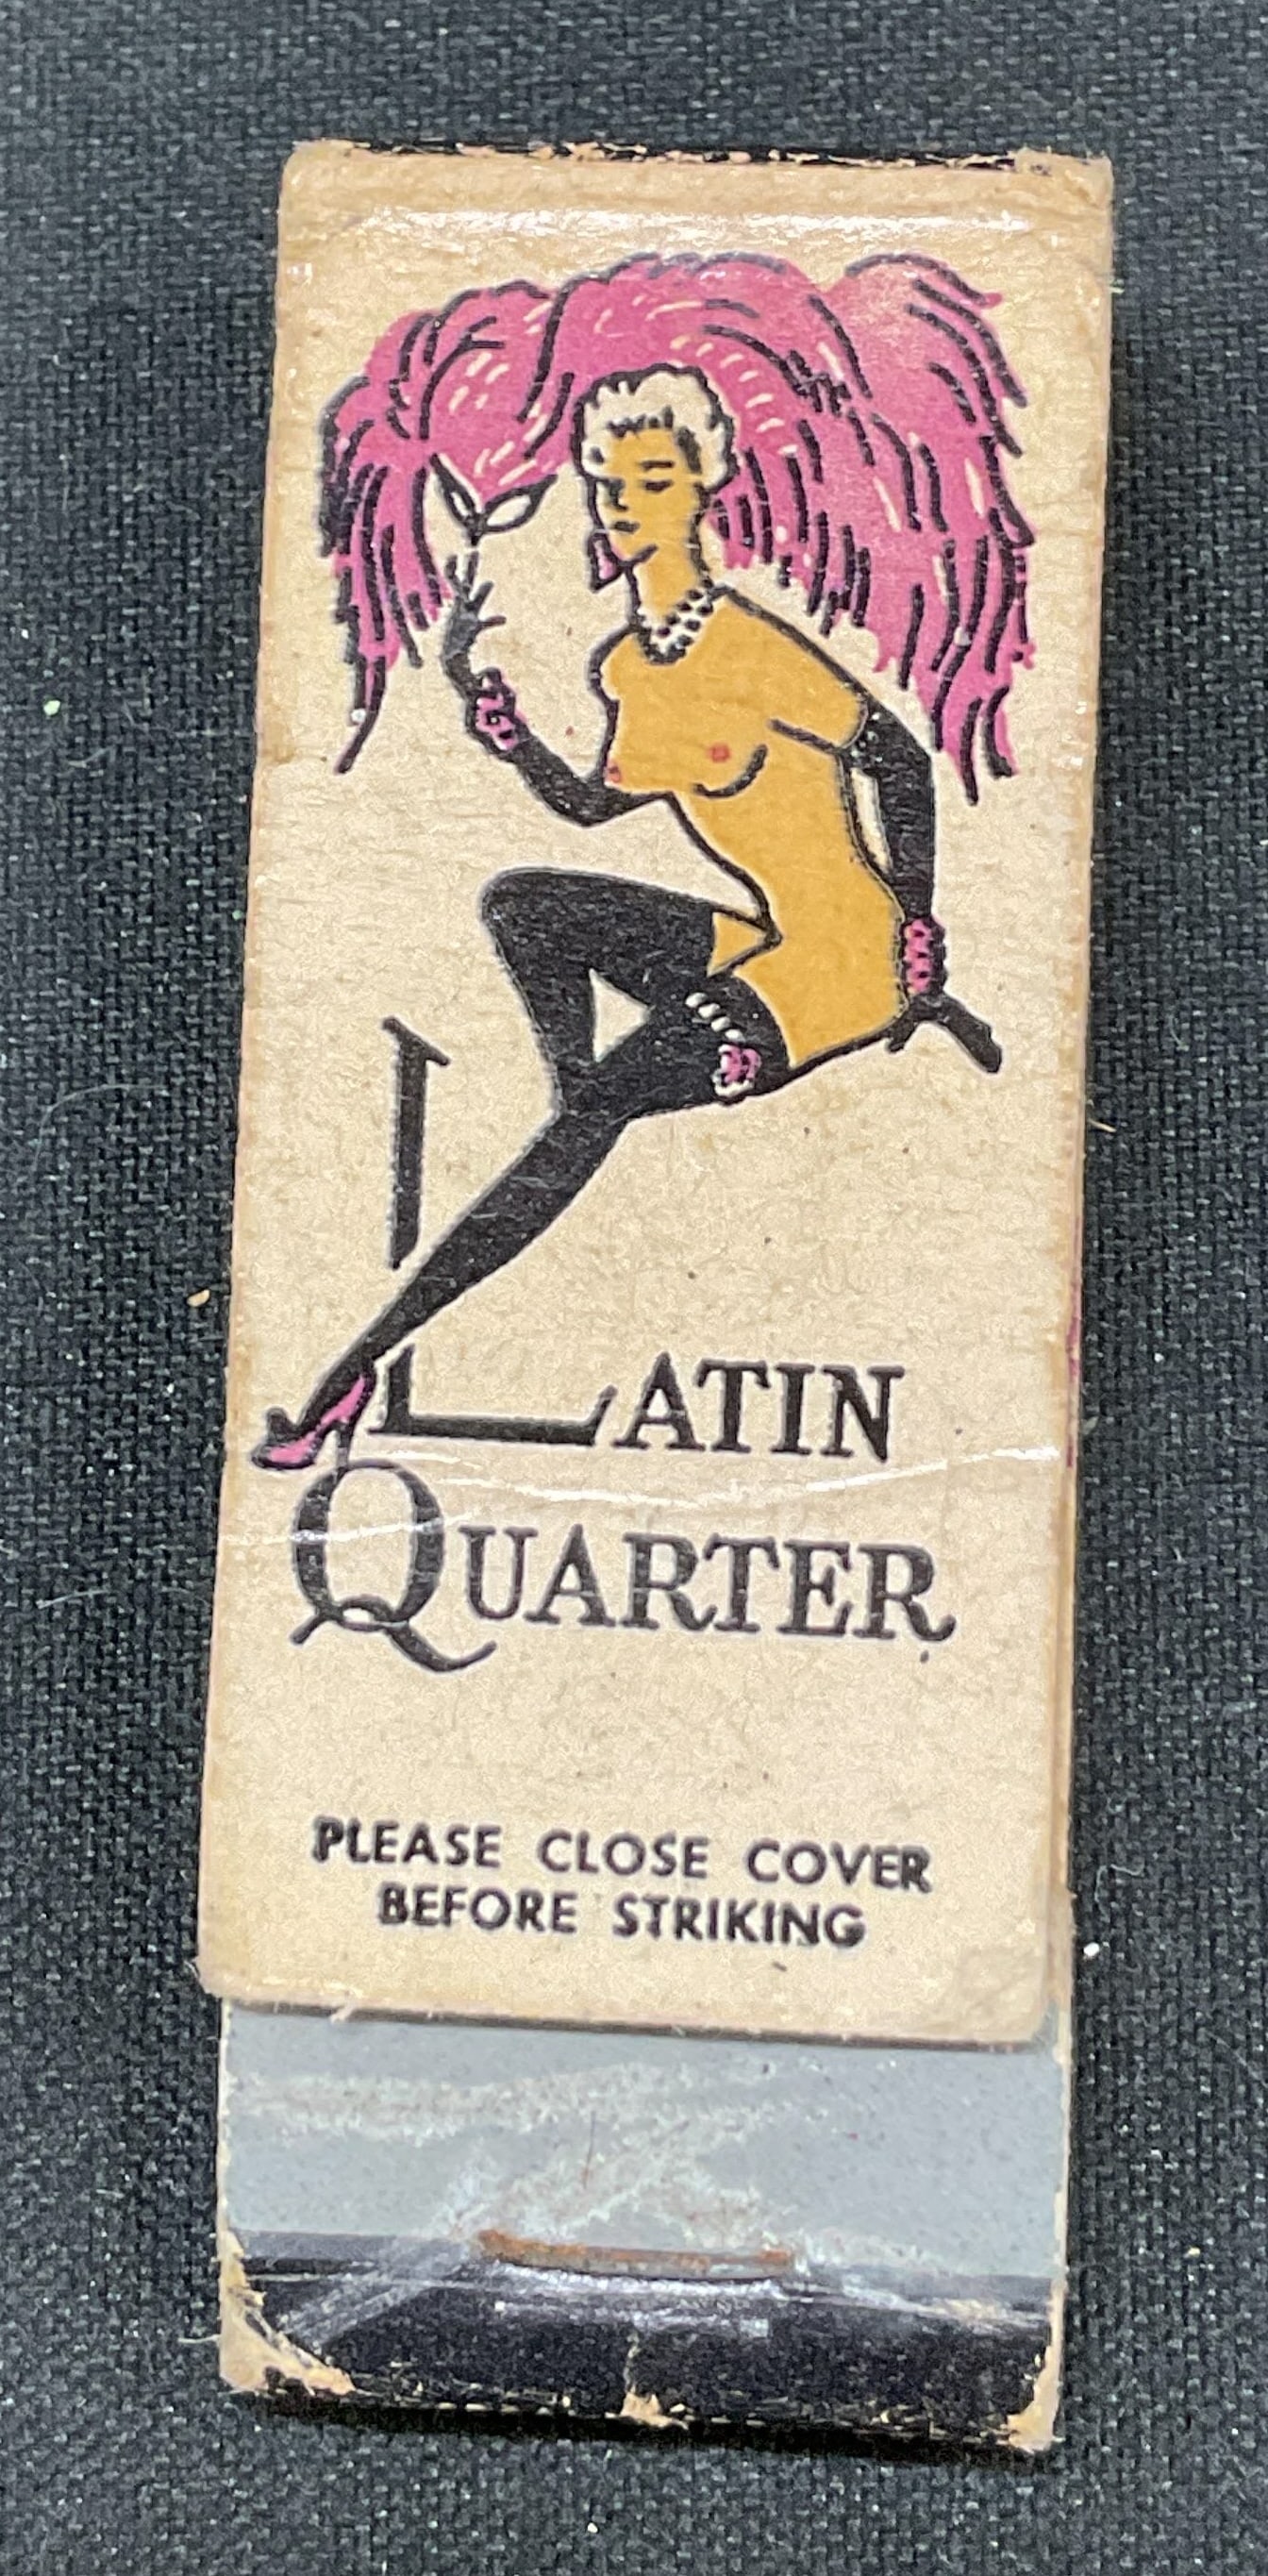 LATIN
QUARTER
PLEASE CLOSE COVER
BEFORE STRIKING